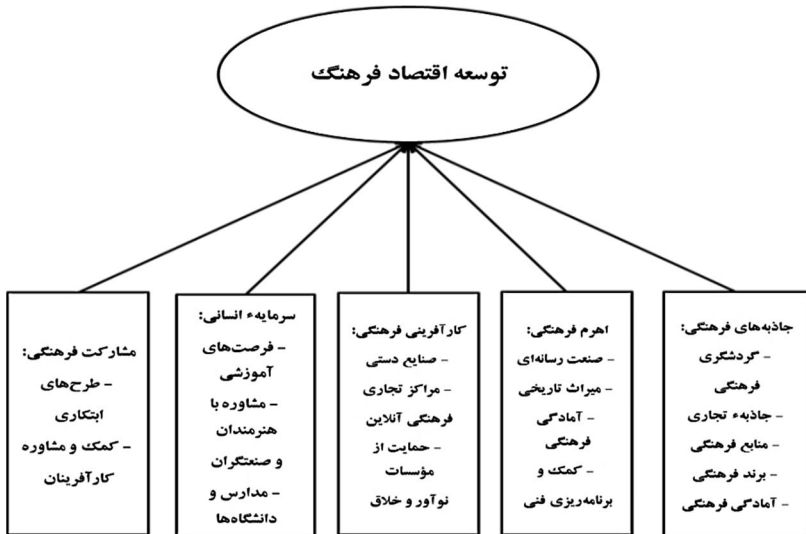 توسعه اقتصاد فرهنگ
جاذبه‌های فرهنگی:
- گردشگری
فرهنگی
- جاذبهء تجاری
- منابع فرهنگی
- برند فرهنگی
- آمادگی فرهنگی
اهرم فرهنگی:
- صنعت رسانه‌ای
- میراث تاریخی
- آمادگی
فرهنگی
- کمک و
برنامه‌ریزی فنی
کارآفرینی فرهنگی:
- صنایع دستی
- مراکز تجاری
فرهنگی آنلاین
- حمایت از
مؤسسات
نوآور و خلاق
سرمایهء انسانی:
- فرصت‌های
آموزشی
- مشاوره با
هنرمندان
و صنعتگران
- مدارس و
دانشگاه‌ها
مشارکت فرهنگی:
- طرح‌های
ابتکاری
- کمک و مشاوره
کارآفرینان